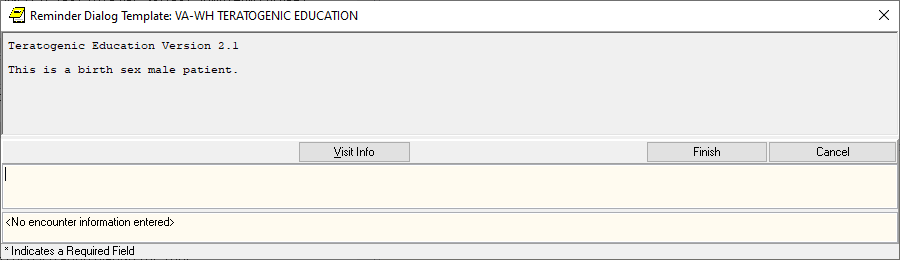 Reminder Dialog Template: VA-WH TERATOGENIC EDUCATION
Teratogenic Education Version 2.1
This is a birth sex male patient.
Visit Info
Finish
Cancel
<No encounter information entered>
* Indicates a Required Field